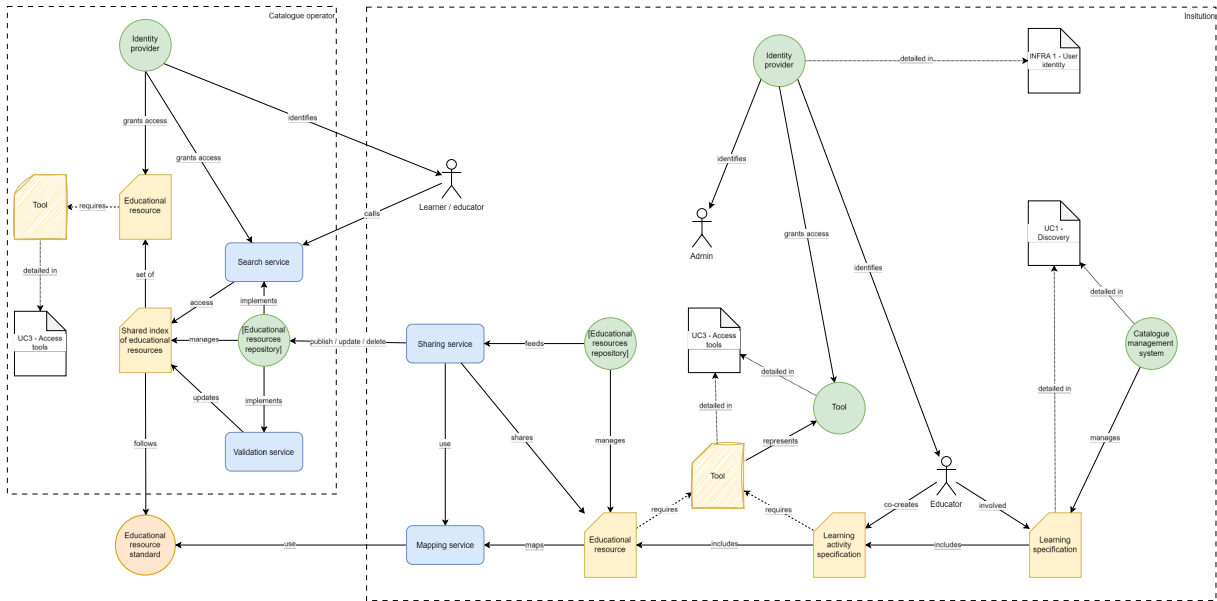 Catalogue operator
Insitution
Identity
provider
Identity
provider
detailed in
INFRA 1 - User
identity
grants access
identifies
grants access
identifies
Tool
requires
Educational
resource
Learner / educator
calls
Admin
grants access
UC1 -
Discovery
detailed in
set of
Search service
identifies
detailed in
access
implements
UC3 - Access
tools
Shared index
of educational
resources
manages
[Educational
resources
repository]
publish / update / delete
Sharing service
feeds
[Educational
resources
repository]
UC3 - Access
tools
detailed in
Catalogue
management
system
detailed in
updates
implements
detailed in
Tool
follows
Validation service
use
shares
manages
represents
manages
Tool
requires
requires
co-creates
Educator
involved
Educational
resource
standard
use
Mapping service
maps
Educational
resource
includes
Learning
activity
specification
includes
Learning
specification